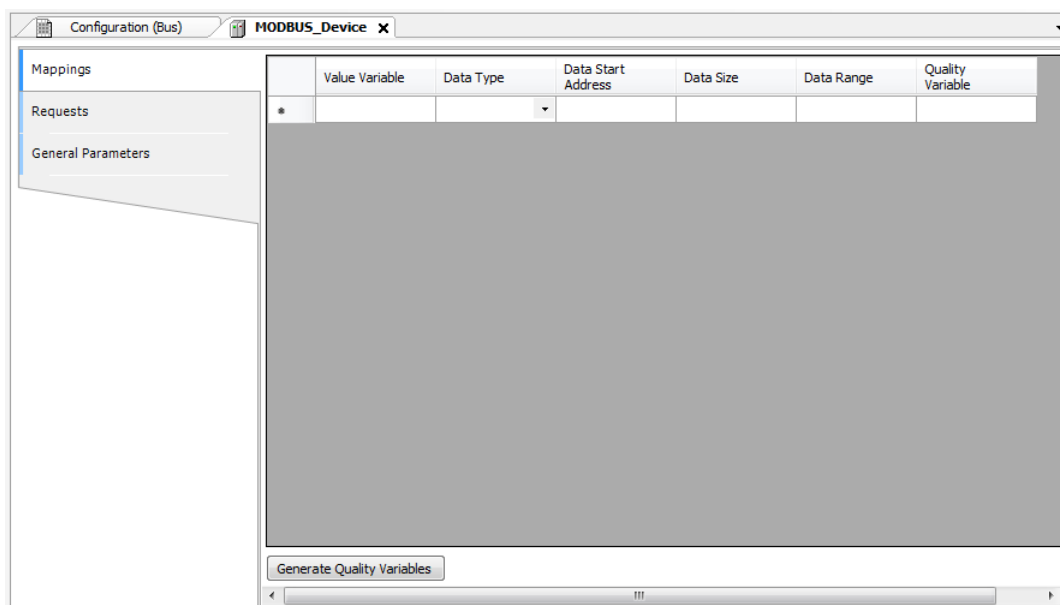 Configuration (Bus) MODBUS_Device
Mappings
Requests
General Parameters
Value Variable Data Type Data Start Address Data Size Data Range Quality Variable
*
Generate Quality Variables